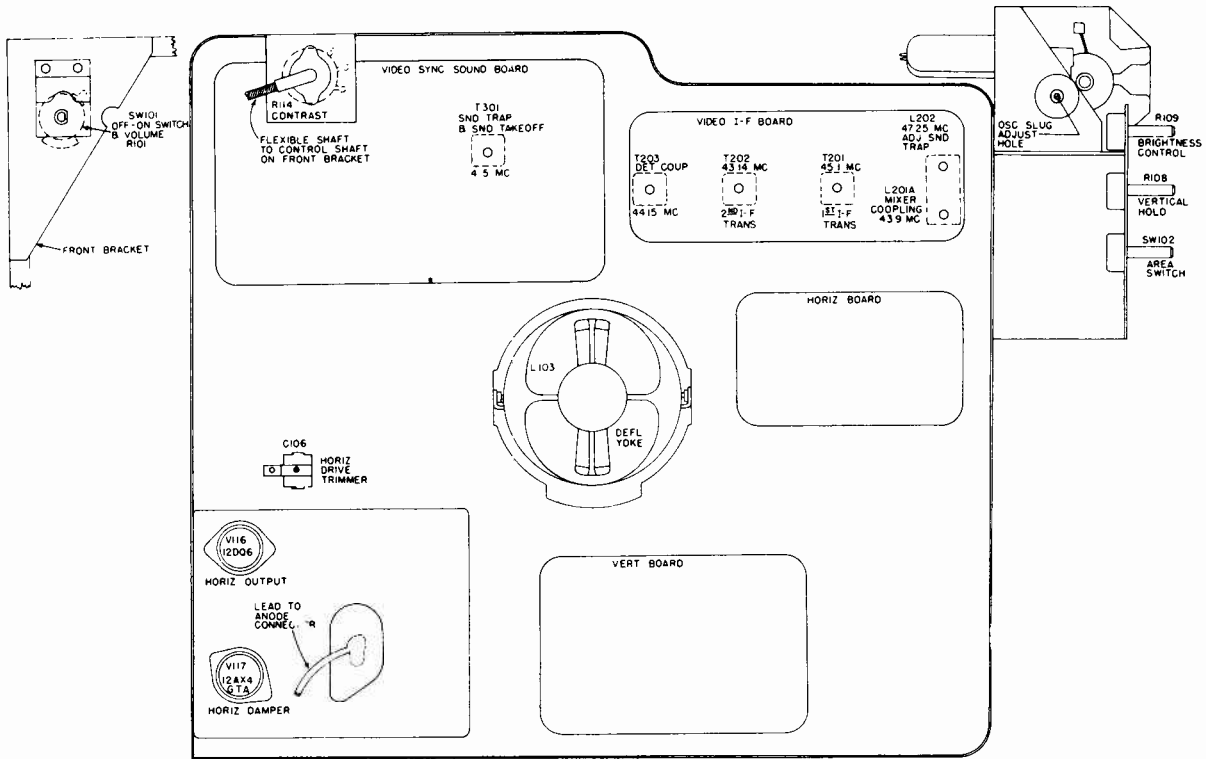 SW101
OFF-ON SWITCH
& VOLUME
R101
FRONT BRACKET
R114
CONTRAST
FLEXIBLE SHAFT
TO CONTROL SHAFT
ON FRONT BRACKET
VIDEO SYNC SOUND BOARD
T301
SND TRAP
& SND TAKEOFF
4 5 MC
VIDEO I-F BOARD
T203
DET COUP
44 15 MC
T202
43 14 MC
2ND I-F
TRANS
T201
45 1 MC
1ST I-F
TRANS
L202
47 25 MC
ADJ SND
TRAP
L201A
MIXER
COUPLING
43 9 MC
OSC SLUG
ADJUST
HOLE
R109
BRIGHTNESS
CONTROL
R108
VERTICAL
HOLD
SW102
AREA
SWITCH
HORIZ BOARD
L103
DEFL
YOKE
C106
HORIZ
DRIVE
TRIMMER
V116
12DQ6
HORIZ OUTPUT
LEAD TO
ANODE
V117
12AX4
GTA
HORIZ DAMPER
VERT BOARD